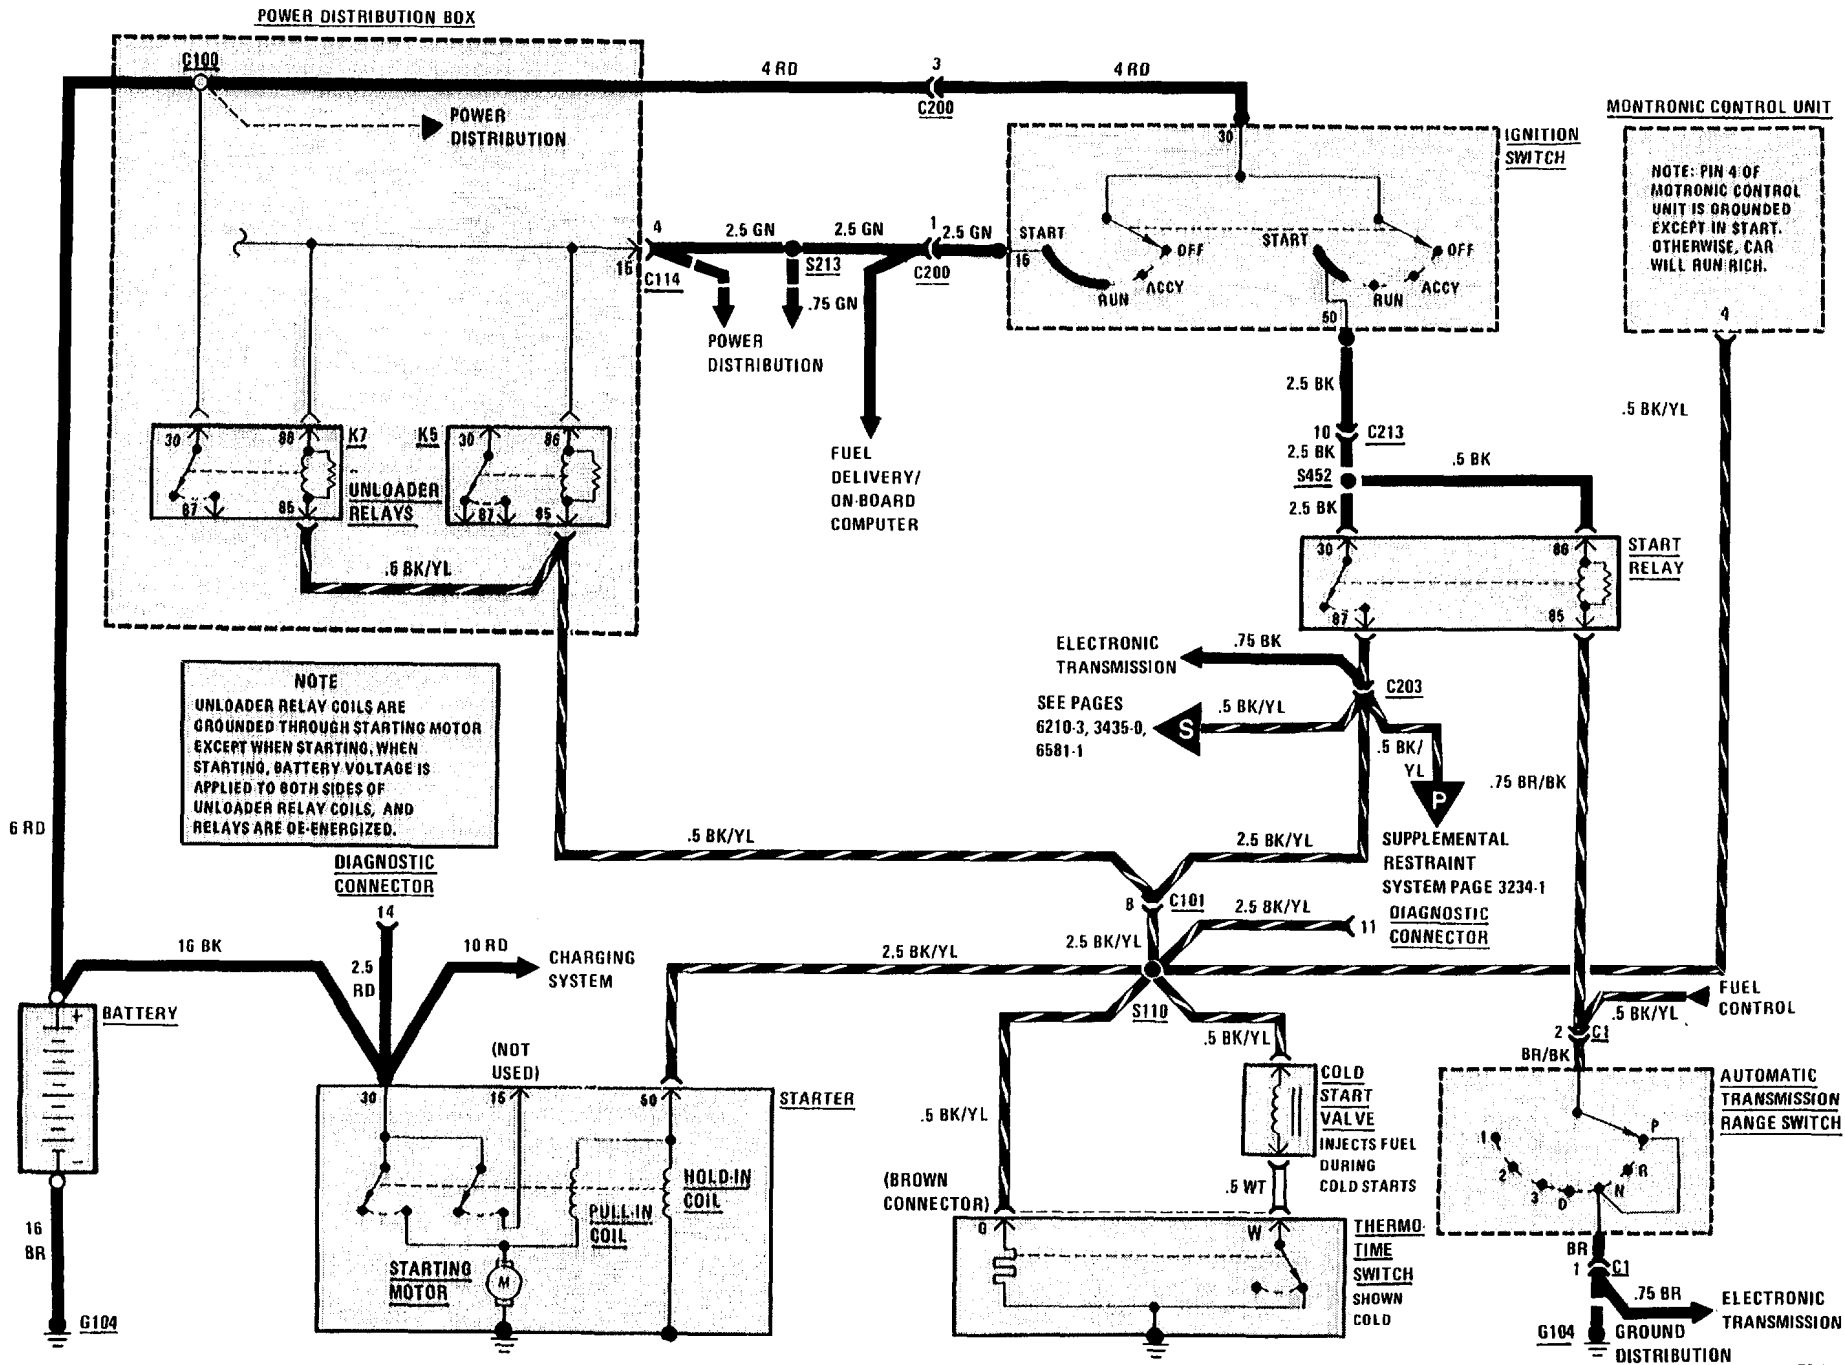 POWER DISTRIBUTION BOX
C100
POWER
DISTRIBUTION
4 RD
3
C200
4 RD
30
IGNITION
SWITCH
MONTRONIC CONTROL UNIT
NOTE: PIN 4 OF
MOTRONIC CONTROL
UNIT IS GROUNDED
EXCEPT IN START.
OTHERWISE, CAR
WILL RUN RICH.
4
4
15
C114
2.5 GN
S213
2.5 GN
.75 GN
1
C200
2.5 GN
15
START
OFF
ACCY
RUN
START
OFF
ACCY
RUN
50
POWER
DISTRIBUTION
FUEL
DELIVERY/
ON-BOARD
COMPUTER
2.5 BK
10
C213
2.5 BK
S452
.5 BK
2.5 BK
.5 BK/YL
30
86
K7
87
85
UNLOADER
RELAYS
K5
30
86
87
85
.5 BK/YL
30
86
START
RELAY
87
85
ELECTRONIC
TRANSMISSION
.75 BK
C203
SEE PAGES
6210-3, 3435-0,
6581-1
S
.5 BK/YL
.5 BK/
YL
P
.75 BR/BK
SUPPLEMENTAL
RESTRAINT
SYSTEM PAGE 3234-1
NOTE
UNLOADER RELAY COILS ARE
GROUNDED THROUGH STARTING MOTOR
EXCEPT WHEN STARTING, WHEN
STARTING, BATTERY VOLTAGE IS
APPLIED TO BOTH SIDES OF
UNLOADER RELAY COILS, AND
RELAYS ARE DE-ENERGIZED.
6 RD
.5 BK/YL
2.5 BK/YL
8
C101
DIAGNOSTIC
CONNECTOR
14
2.5 BK/YL
11
DIAGNOSTIC
CONNECTOR
16 BK
2.5
RD
10 RD
CHARGING
SYSTEM
2.5 BK/YL
2.5 BK/YL
S110
FUEL
CONTROL
.5 BK/YL
2
C1
BR/BK
BATTERY
+
-
16
BR
G104
(NOT
USED)
30
15
50
STARTER
HOLD-IN
COIL
PULL-IN
COIL
STARTING
MOTOR
M
.5 BK/YL
.5 BK/YL
COLD
START
VALVE
INJECTS FUEL
DURING
COLD STARTS
.5 WT
(BROWN
CONNECTOR)
G
W
THERMO-
TIME
SWITCH
SHOWN
COLD
AUTOMATIC
TRANSMISSION
RANGE SWITCH
P
R
N
D
3
2
1
BR
1
C1
.75 BR
ELECTRONIC
TRANSMISSION
G104
GROUND
DISTRIBUTION